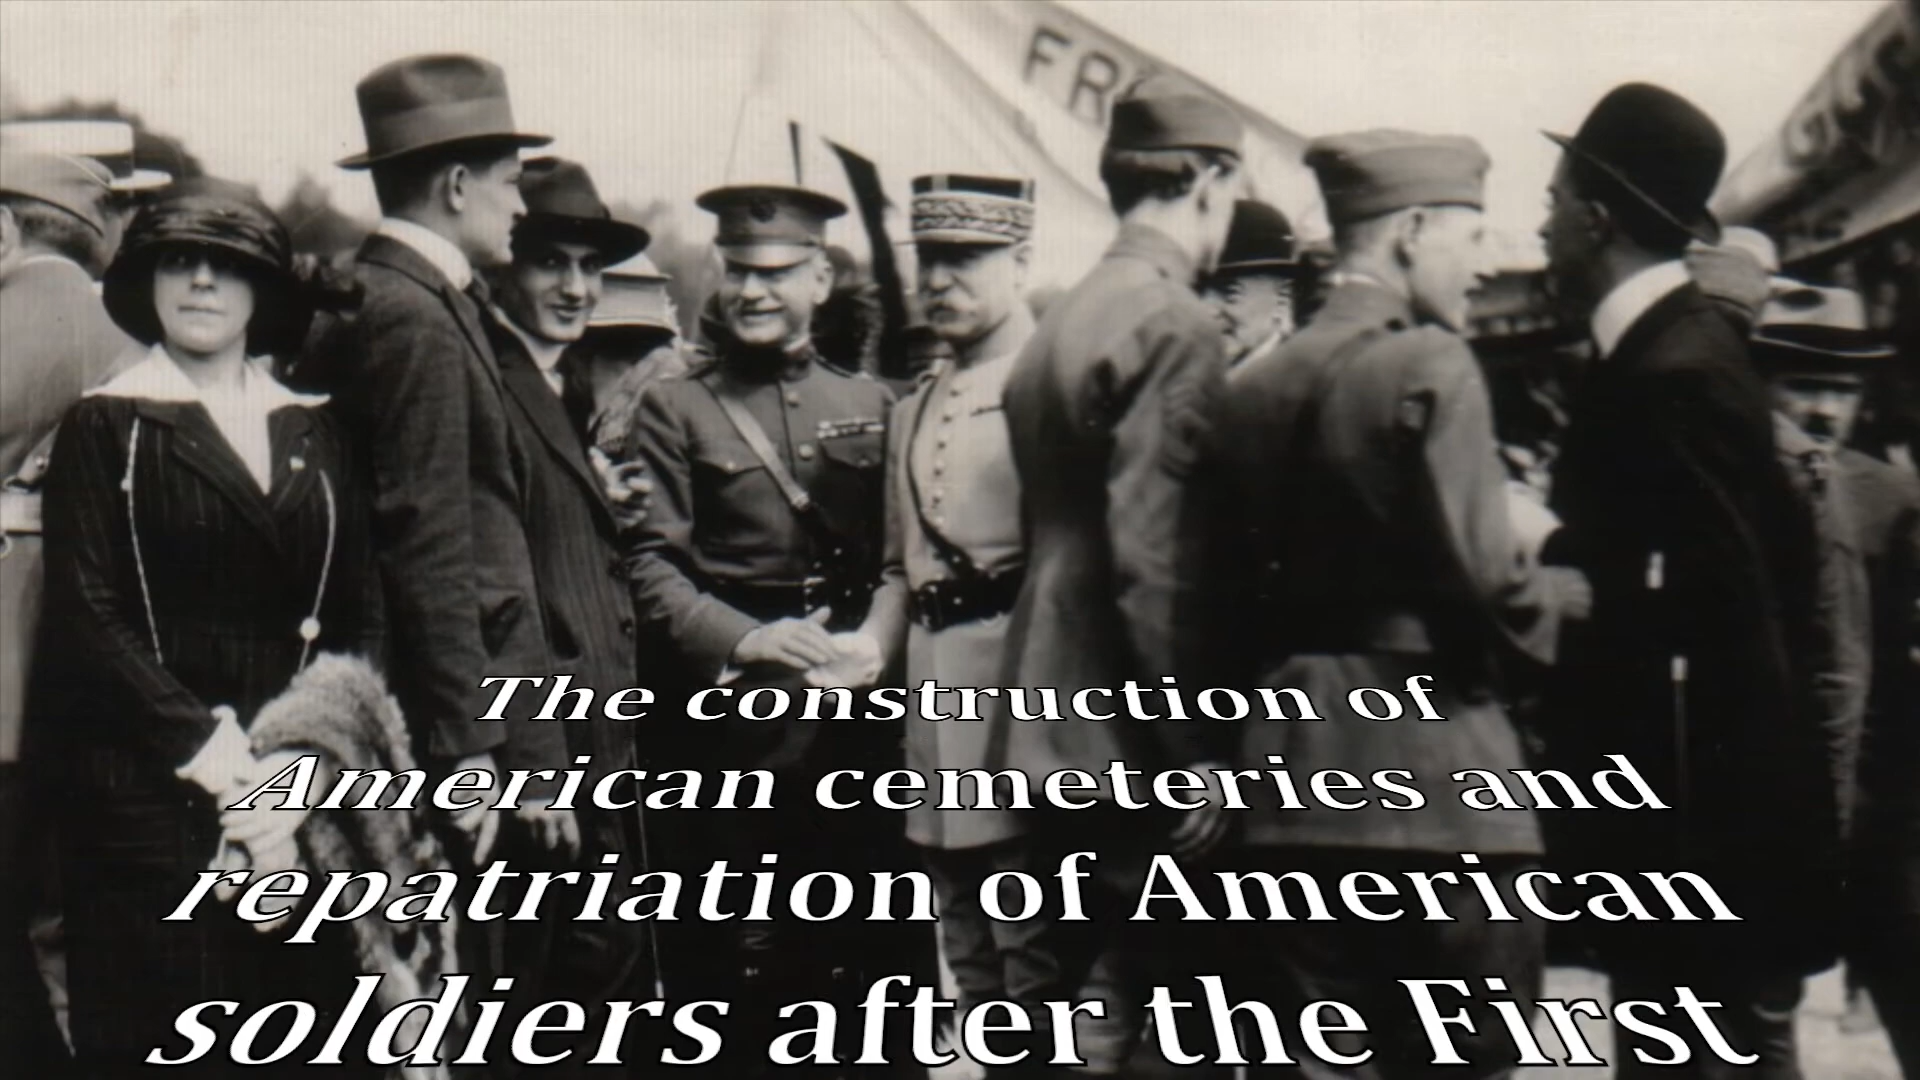 The construction of
American cemeteries and
repatriation of American
soldiers after the First